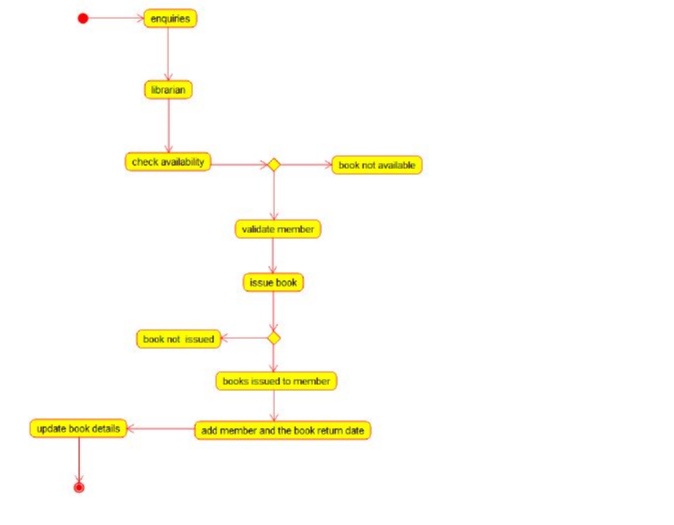 enquiries
librarian
check availability
book not available
validate member
issue book
book not issued
books issued to member
update book details
add member and the book return date